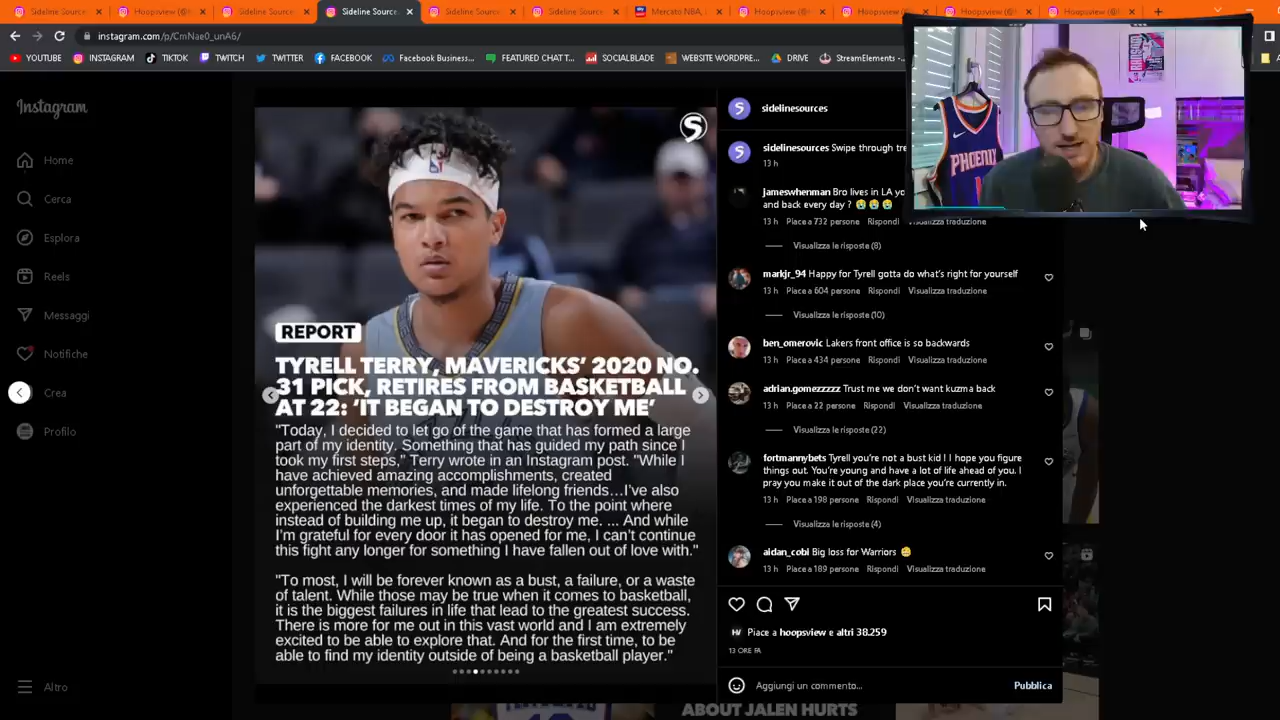 Sideline Source
Hoopsview (@
Sideline Source
Sideline Source
Sideline Source
Sideline Source
Mercato NBA,
Hoopsview (@
Hoopsview
Hoopsview (@
Hoopsview (@
instagram.com/p/CmNae0_unA6/
YOUTUBE
INSTAGRAM
TIKTOK
TWITCH
TWITTER
FACEBOOK
Facebook Business...
FEATURED CHAT T...
SOCIALBLADE
WEBSITE WORDPRE...
DRIVE
StreamElements -...
Instagram
Home
Cerca
Esplora
Reels
Messaggi
Notifiche
Crea
Profilo
Altro
S
REPORT
TYRELL TERRY, MAVERICKS' 2020 NO.
31 PICK, RETIRES FROM BASKETBALL
AT 22: 'IT BEGAN TO DESTROY ME'
"Today, I decided to let go of the game that has formed a large
part of my identity. Something that has guided my path since I
took my first steps," Terry wrote in an Instagram post. "While I
have achieved amazing accomplishments, created
unforgettable memories, and made lifelong friends…I've also
experienced the darkest times of my life. To the point where
instead of building me up, it began to destroy me. ... And while
I'm grateful for every door it has opened for me, I can't continue
this fight any longer for something I have fallen out of love with."
"To most, I will be forever known as a bust, a failure, or a waste
of talent. While those may be true when it comes to basketball,
it is the biggest failures in life that lead to the greatest success.
There is more for me out in this vast world and I am extremely
excited to be able to explore that. And for the first time, to be
able to find my identity outside of being a basketball player."
sidelinesources
sidelinesources Swipe through
13 h
jameswhenman Bro lives in LA
and back every day ? 😭😭😭
13 h Piace a 732 persone Rispondi Visualizza traduzione
Visualizza le risposte (8)
markjr_94 Happy for Tyrell gotta do what's right for yourself
13 h Piace a 604 persone Rispondi Visualizza traduzione
Visualizza le risposte (10)
ben_omerovic Lakers front office is so backwards
13 h Piace a 434 persone Rispondi Visualizza traduzione
adrian.gomezzzzz Trust me we don't want kuzma back
13 h Piace a 22 persone Rispondi Visualizza traduzione
Visualizza le risposte (22)
fortmannybets Tyrell you're not a bust kid ! I hope you figure
things out. You're young and have a lot of life ahead of you. I
pray you make it out of the dark place you're currently in.
13 h Piace a 198 persone Rispondi Visualizza traduzione
Visualizza le risposte (4)
aidan_cobi Big loss for Warriors
13 h Piace a 189 persone Rispondi Visualizza traduzione
Piace a hoopsview e altri 38.259
13 ORE FA
Aggiungi un commento...
Pubblica
PHOENIX
ABOUT JALEN HURTS